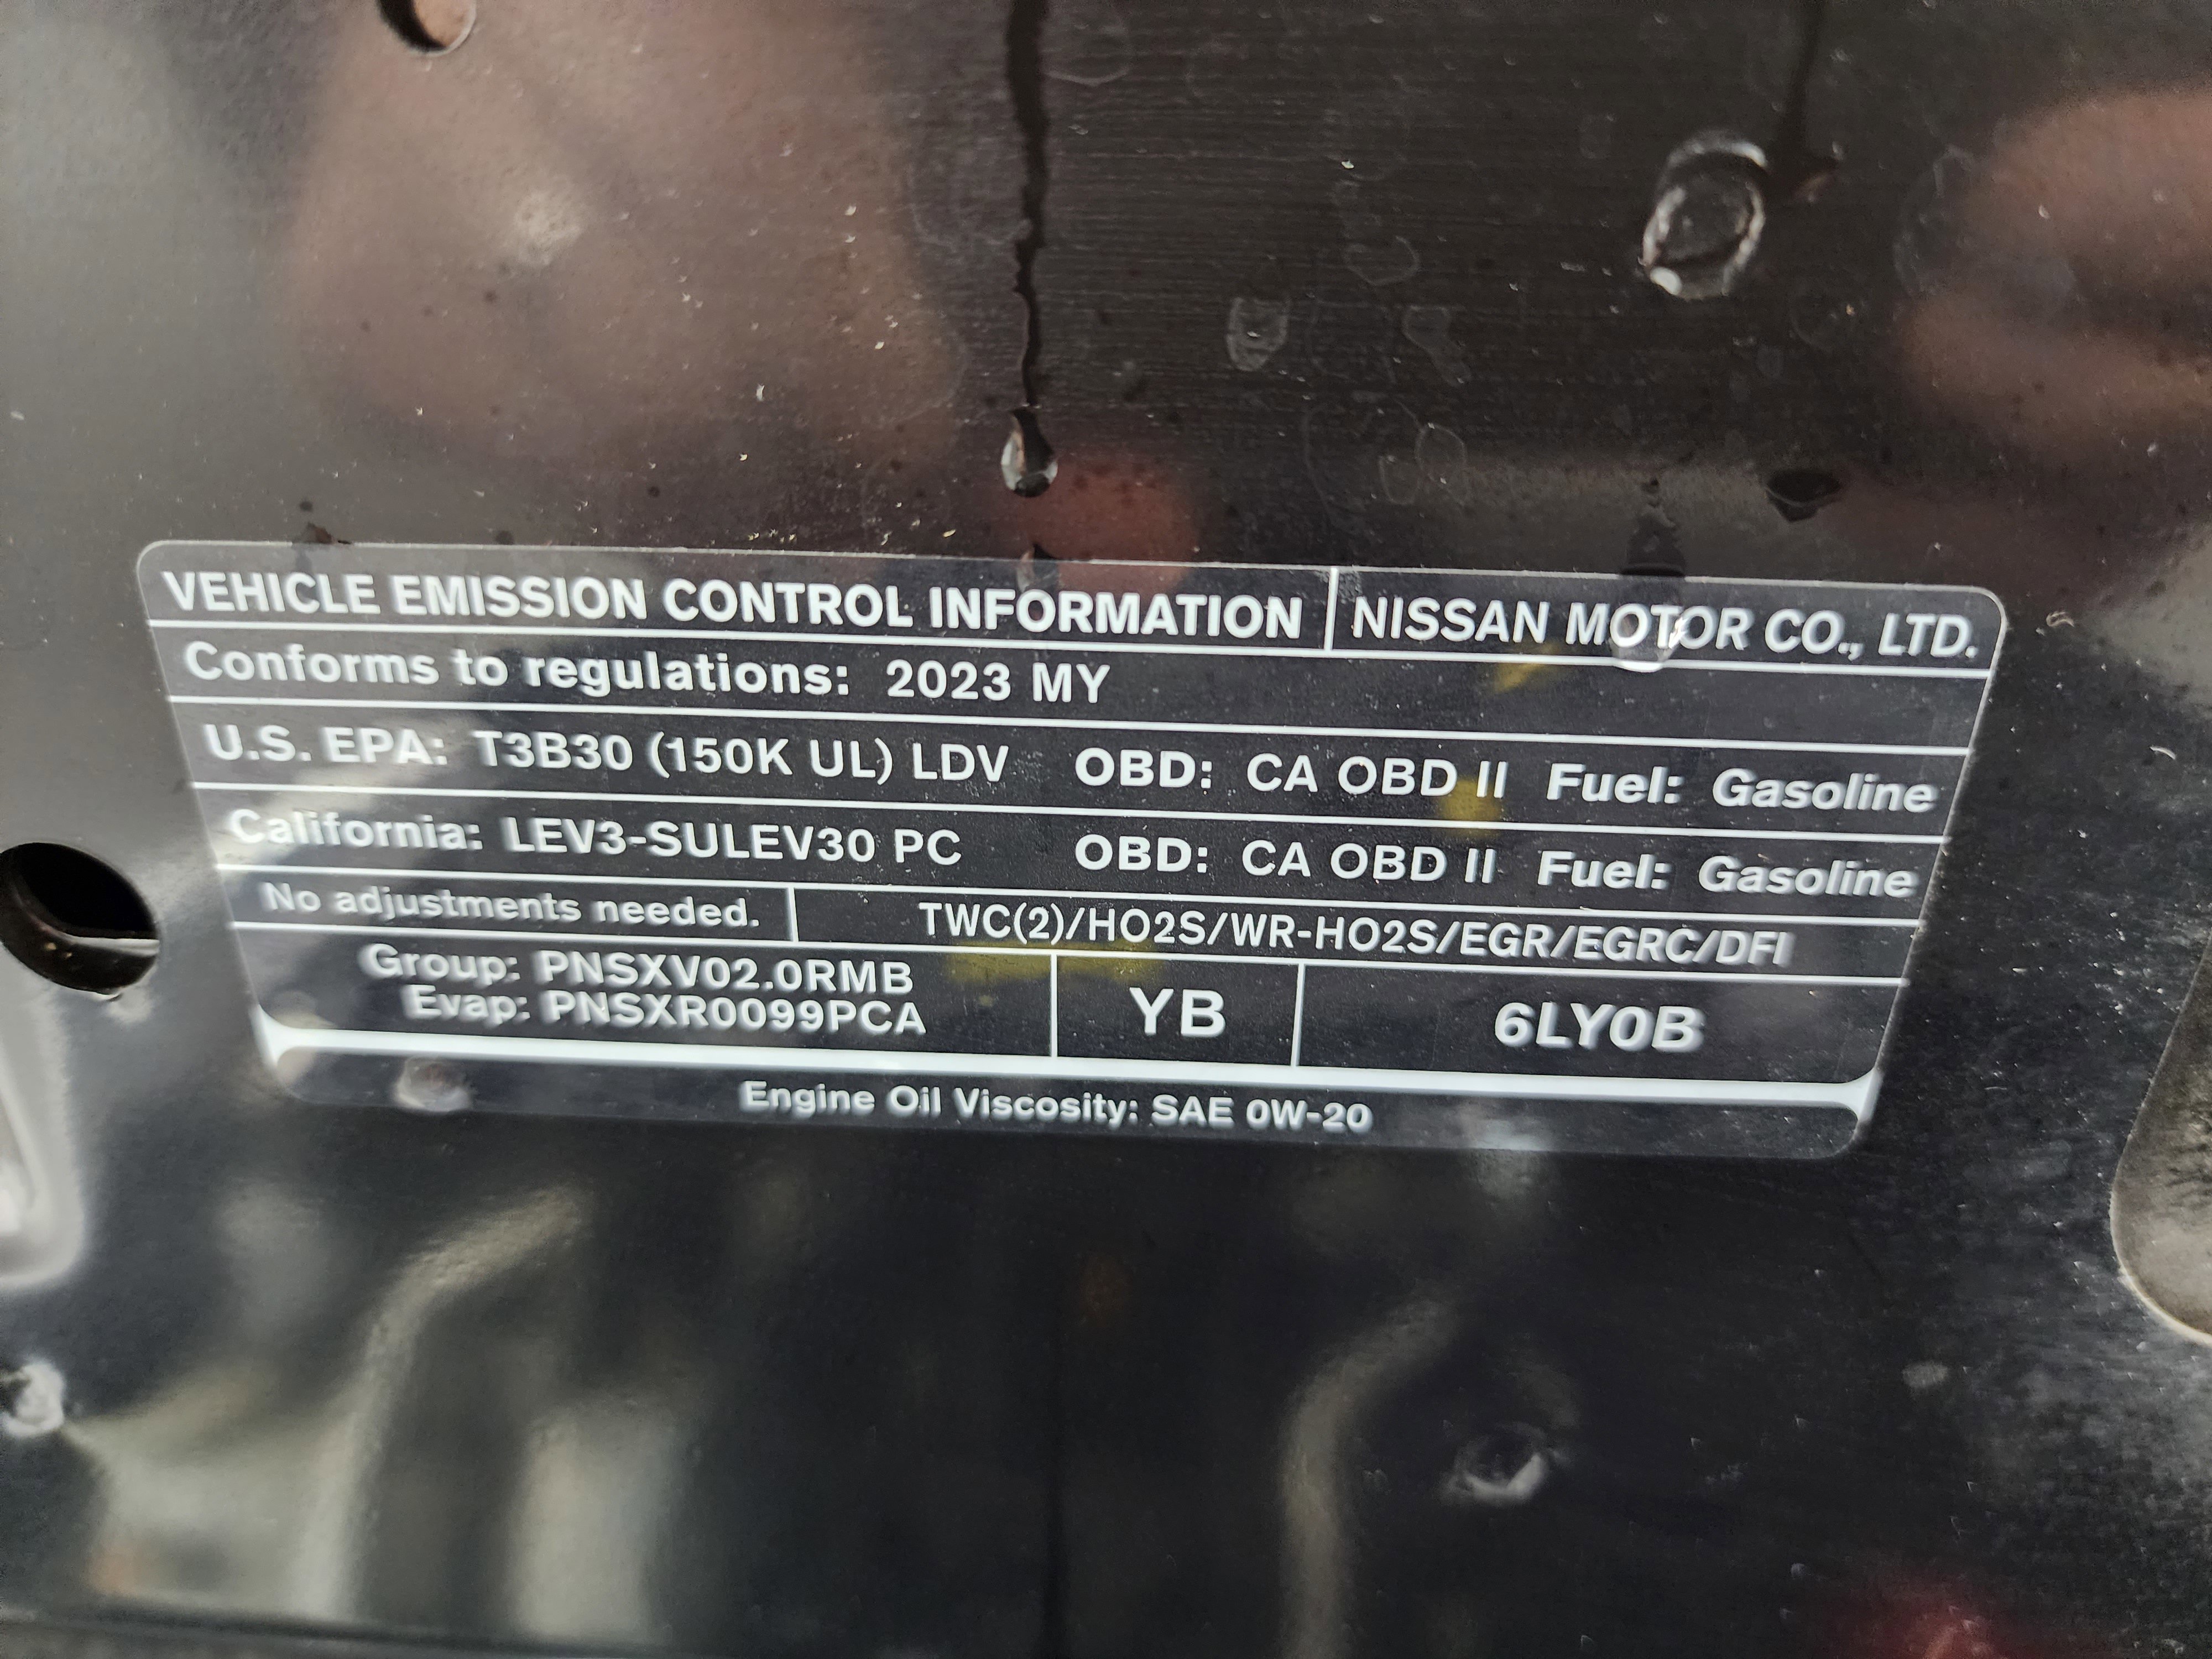 VEHICLE EMISSION CONTROL INFORMATION NISSAN MOTOR CO., LTD.
Conforms to regulations: 2023 MY
U.S. EPA: T3B30 (150K UL) LDV OBD: CA OBD II Fuel: Gasoline
California: LEV3-SULEV30 PC OBD: CA OBD II Fuel: Gasoline
No adjustments needed. TWC(2)/HO2S/WR-HO2S/EGR/EGRC/DFI
Group: PNSXV02.0RMB
Evap: PNSXR0099PCA
YB
6LY0B
Engine Oil Viscosity: SAE 0W-20